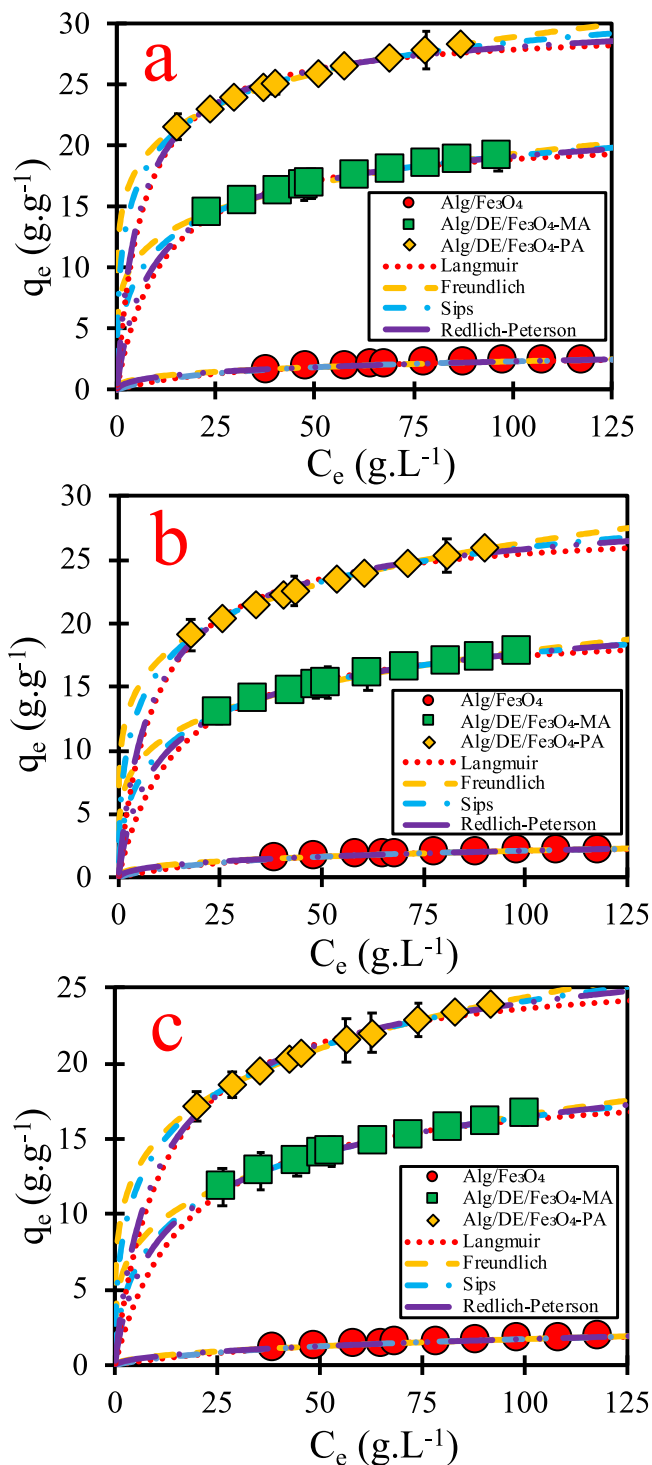 a
30
25
20
15
10
5
0
qₑ (g.g⁻¹)
Alg/Fe₃O₄
Alg/DE/Fe₃O₄-MA
Alg/DE/Fe₃O₄-PA
Langmuir
Freundlich
Sips
Redlich-Peterson
0 25 50 75 100 125
Cₑ (g.L⁻¹)
b
30
25
20
15
10
5
0
qₑ (g.g⁻¹)
Alg/Fe₃O₄
Alg/DE/Fe₃O₄-MA
Alg/DE/Fe₃O₄-PA
Langmuir
Freundlich
Sips
Redlich-Peterson
0 25 50 75 100 125
Cₑ (g.L⁻¹)
c
25
20
15
10
5
0
qₑ (g.g⁻¹)
Alg/Fe₃O₄
Alg/DE/Fe₃O₄-MA
Alg/DE/Fe₃O₄-PA
Langmuir
Freundlich
Sips
Redlich-Peterson
0 25 50 75 100 125
Cₑ (g.L⁻¹)